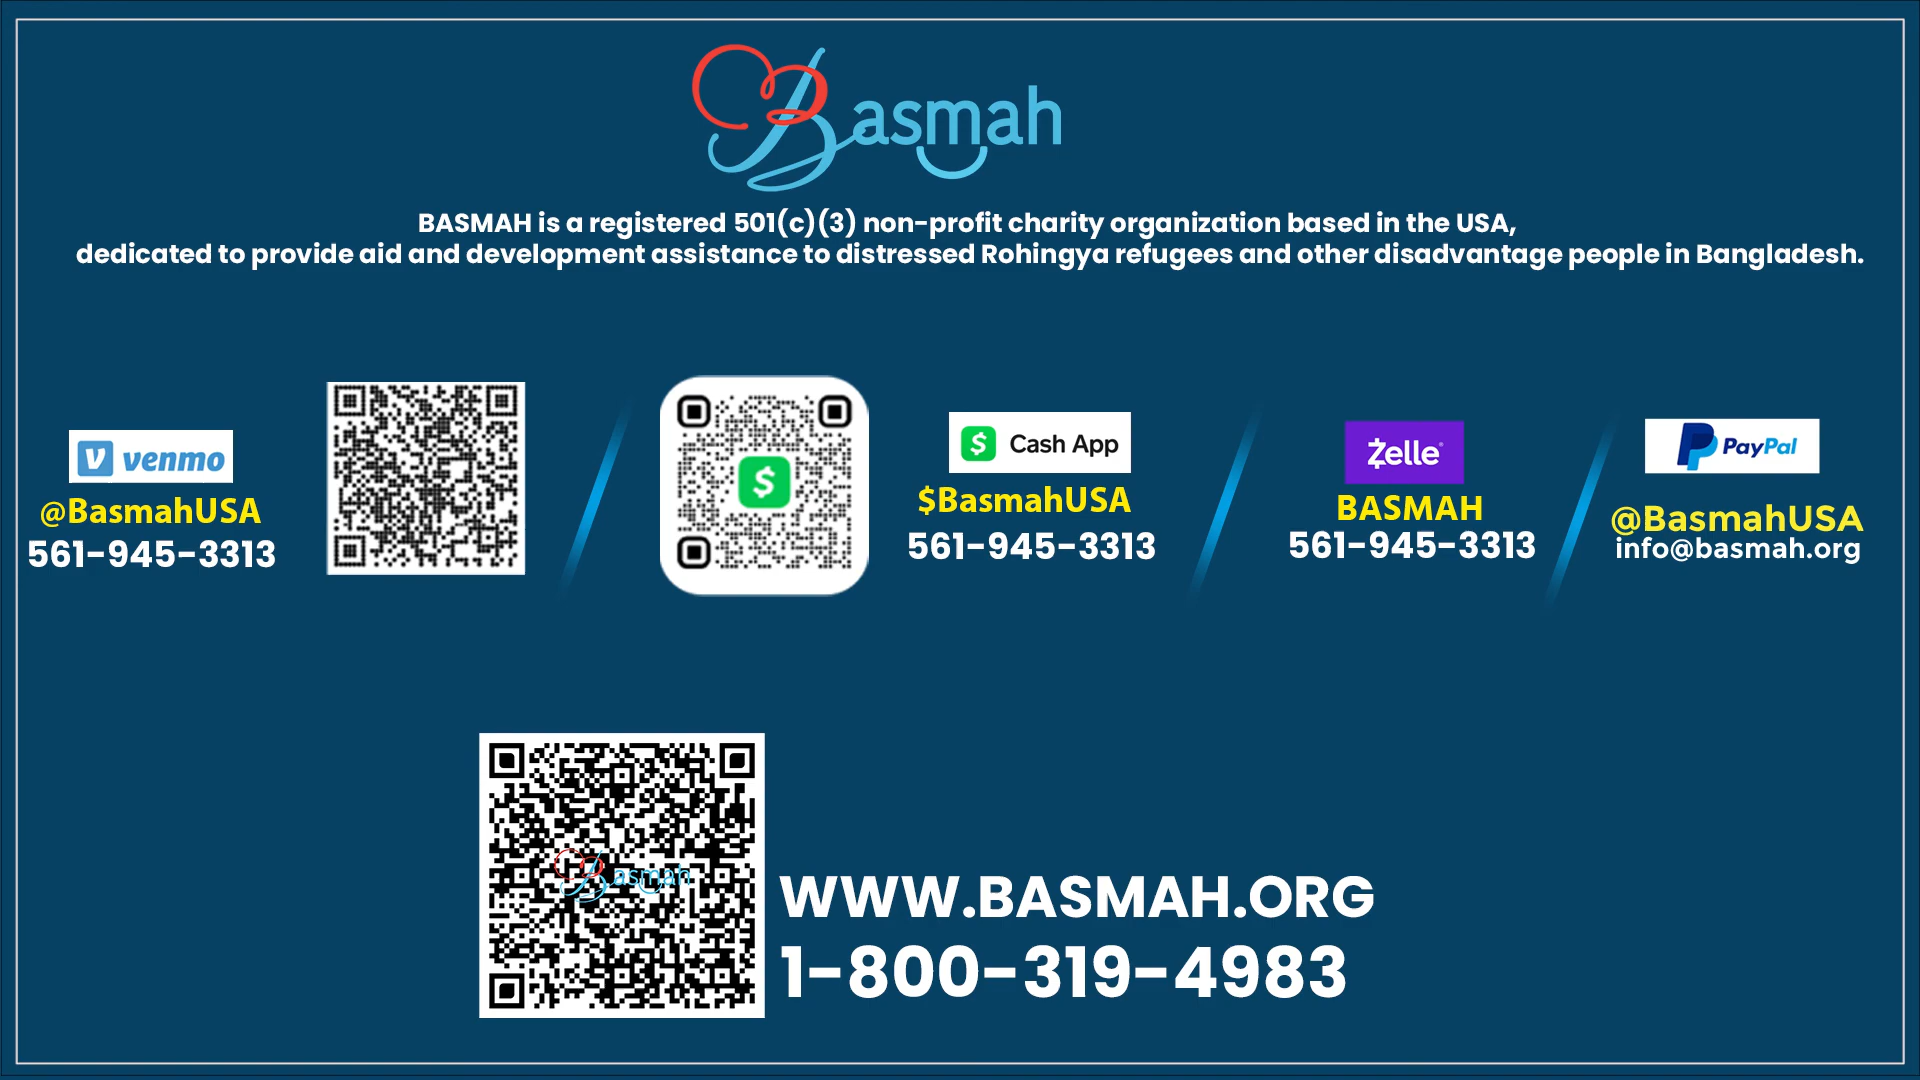 Basmah
BASMAH is a registered 501(c)(3) non-profit charity organization based in the USA,
dedicated to provide aid and development assistance to distressed Rohingya refugees and other disadvantage people in Bangladesh.
V venmo
@BasmahUSA
561-945-3313
$
$ Cash App
$BasmahUSA
561-945-3313
Zelle
BASMAH
561-945-3313
PayPal
@BasmahUSA
info@basmah.org
Basmah
WWW.BASMAH.ORG
1-800-319-4983